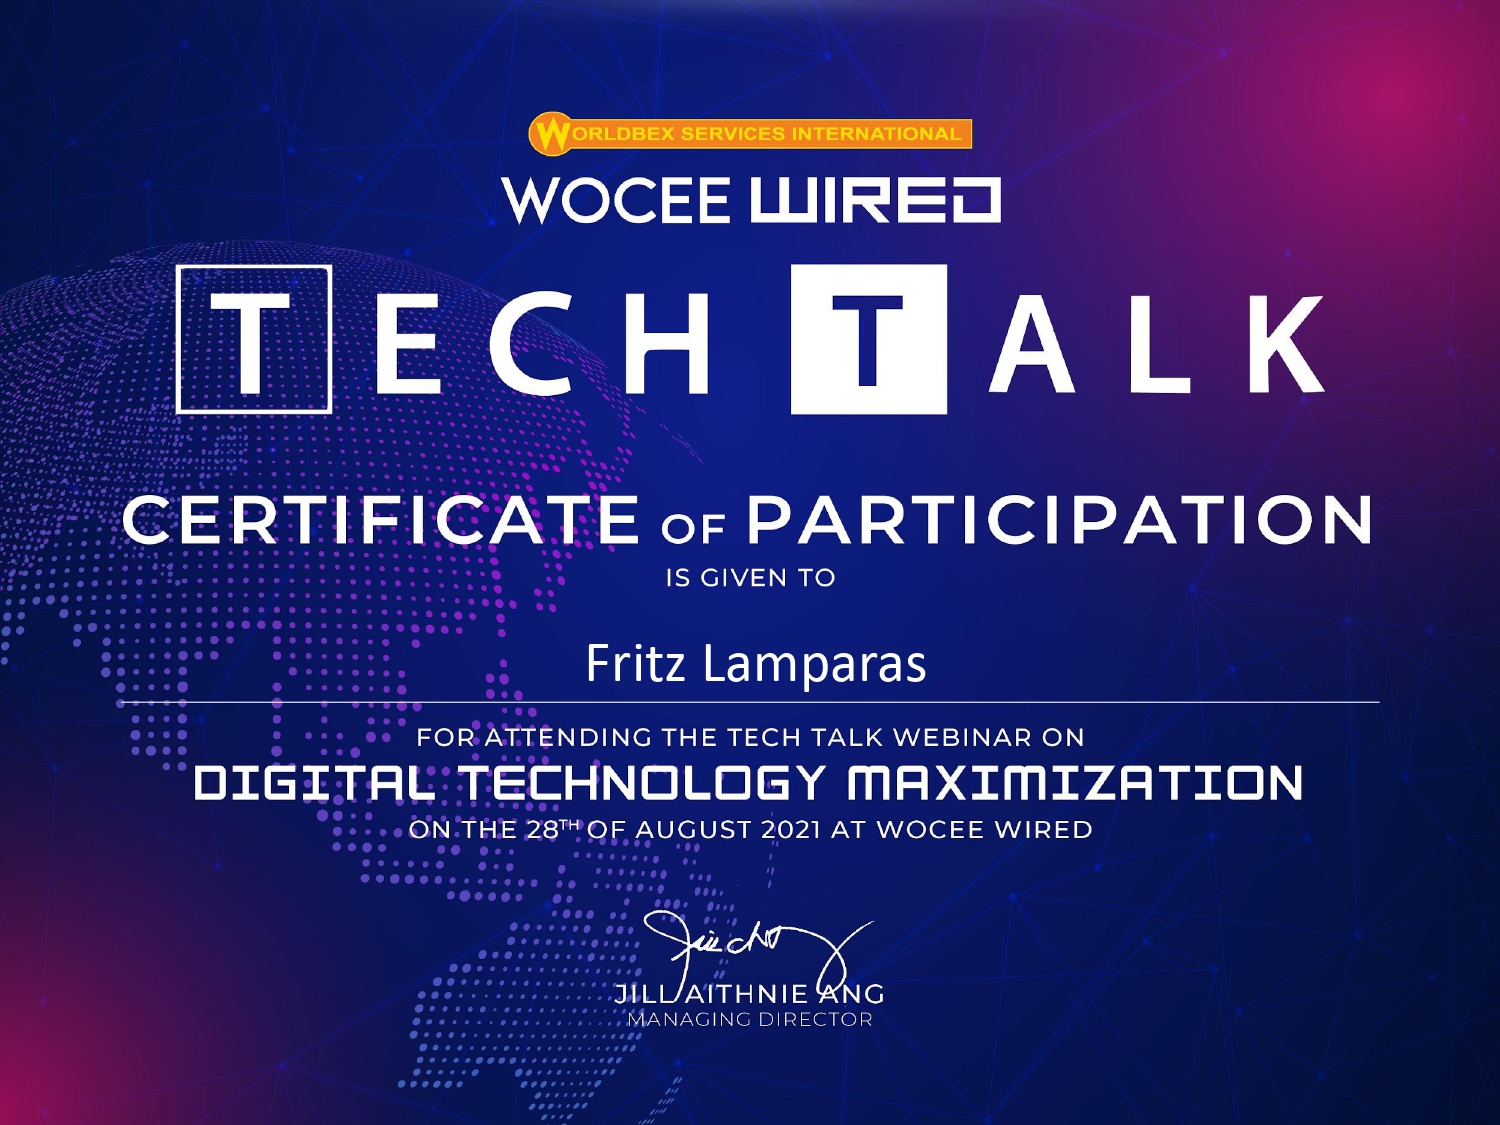 WORLDBEX SERVICES INTERNATIONAL
WOCEE WIRED
TECH TALK
CERTIFICATE OF PARTICIPATION
IS GIVEN TO
Fritz Lamparas
FOR ATTENDING THE TECH TALK WEBINAR ON
DIGITAL TECHNOLOGY MAXIMIZATION
ON THE 28TH OF AUGUST 2021 AT WOCEE WIRED
JILL AITHNIE ANG
MANAGING DIRECTOR